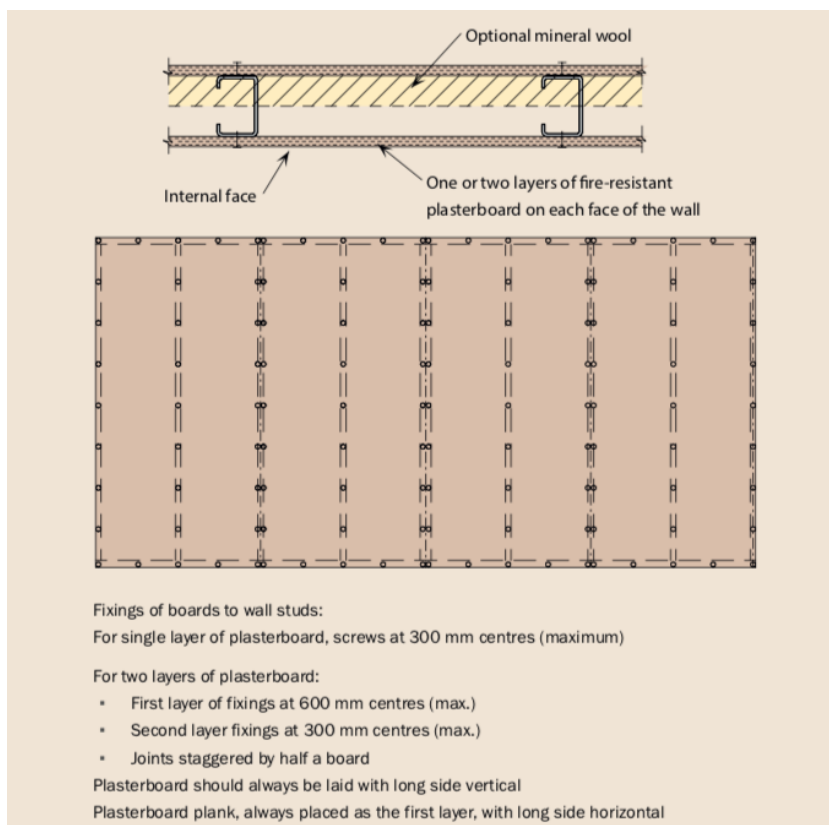 Optional mineral wool
Internal face
One or two layers of fire-resistant
plasterboard on each face of the wall
Fixings of boards to wall studs:
For single layer of plasterboard, screws at 300 mm centres (maximum)
For two layers of plasterboard:
▪ First layer of fixings at 600 mm centres (max.)
▪ Second layer fixings at 300 mm centres (max.)
▪ Joints staggered by half a board
Plasterboard should always be laid with long side vertical
Plasterboard plank, always placed as the first layer, with long side horizontal